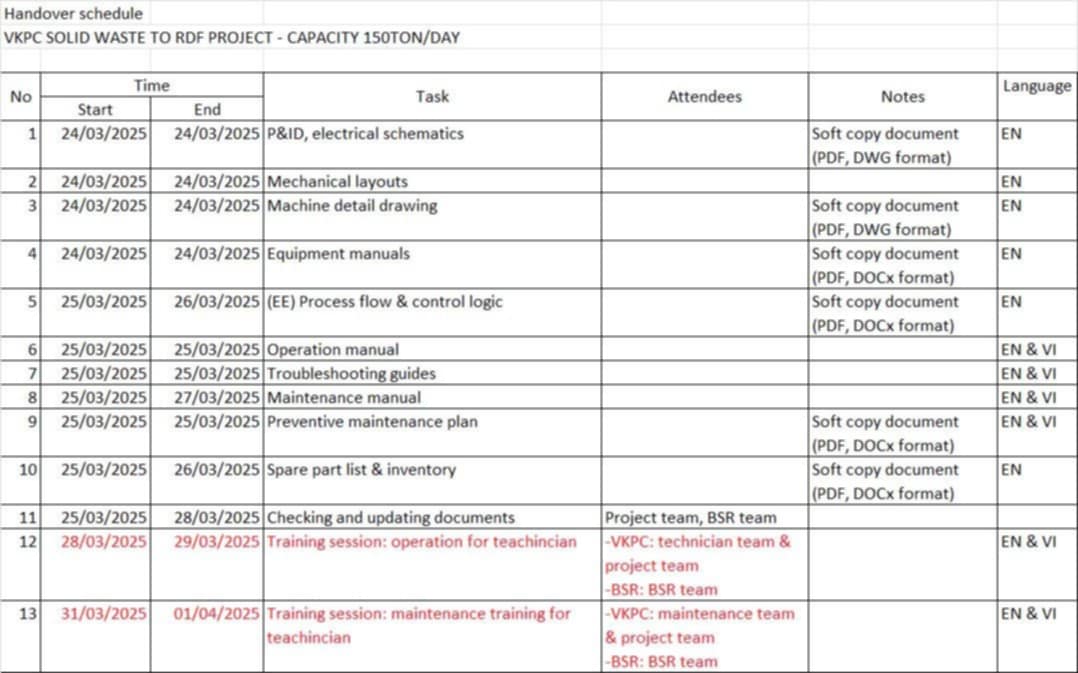 Handover schedule
VKPC SOLID WASTE TO RDF PROJECT - CAPACITY 150TON/DAY
No Time Task Attendees Notes Language
Start End
1 24/03/2025 24/03/2025 P&ID, electrical schematics Soft copy document EN
(PDF, DWG format)
2 24/03/2025 24/03/2025 Mechanical layouts EN
3 24/03/2025 24/03/2025 Machine detail drawing Soft copy document EN
(PDF, DWG format)
4 24/03/2025 24/03/2025 Equipment manuals Soft copy document EN
(PDF, DOCx format)
5 25/03/2025 26/03/2025 (EE) Process flow & control logic Soft copy document EN
(PDF, DOCx format)
6 25/03/2025 25/03/2025 Operation manual EN & VI
7 25/03/2025 25/03/2025 Troubleshooting guides EN & VI
8 25/03/2025 27/03/2025 Maintenance manual EN & VI
9 25/03/2025 25/03/2025 Preventive maintenance plan Soft copy document EN & VI
(PDF, DOCx format)
10 25/03/2025 26/03/2025 Spare part list & inventory Soft copy document EN
(PDF, DOCx format)
11 25/03/2025 28/03/2025 Checking and updating documents Project team, BSR team
12 28/03/2025 29/03/2025 Training session: operation for teachincian -VKPC: technician team & EN & VI
project team
-BSR: BSR team
13 31/03/2025 01/04/2025 Training session: maintenance training for -VKPC: maintenance team EN & VI
teachincian & project team
-BSR: BSR team